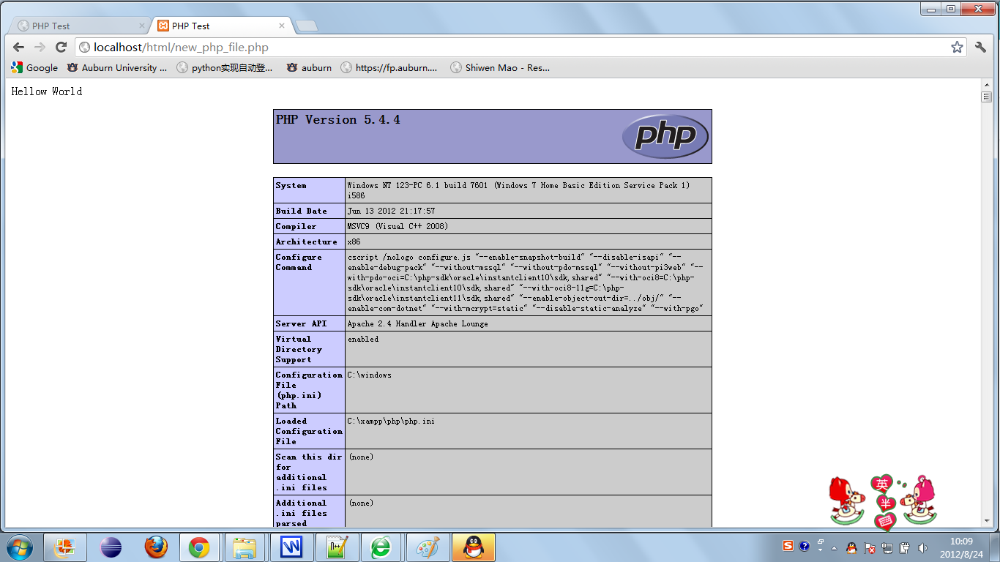 PHP Test
PHP Test
localhost/html/new_php_file.php
Google
Auburn University ...
python实现自动登...
auburn
https://fp.auburn....
Shiwen Mao - Res...
Hellow World
PHP Version 5.4.4
php
System
Windows NT 123-PC 6.1 build 7601 (Windows 7 Home Basic Edition Service Pack 1)
i586
Build Date
Jun 13 2012 21:17:57
Compiler
MSVC9 (Visual C++ 2008)
Architecture
x86
Configure
Command
cscript /nologo configure.js "--enable-snapshot-build" "--disable-isapi" "--
enable-debug-pack" "--without-mssql" "--without-pdo-mssql" "--without-pi3web" "--
with-pdo-oci=C:\php-sdk\oracle\instantclient10\sdk,shared" "--with-oci8=C:\php-
sdk\oracle\instantclient10\sdk,shared" "--with-oci8-11g=C:\php-
sdk\oracle\instantclient11\sdk,shared" "--enable-object-out-dir=../obj/" "--
enable-com-dotnet" "--with-mcrypt=static" "--disable-static-analyze" "--with-pgo"
Server API
Apache 2.4 Handler Apache Lounge
Virtual
Directory
Support
enabled
Configuration
File
(php.ini)
Path
C:\windows
Loaded
Configuration
File
C:\xampp\php\php.ini
Scan this dir
for
additional
.ini files
(none)
Additional
.ini files
parsed
(none)
英
半
10:09
2012/8/24